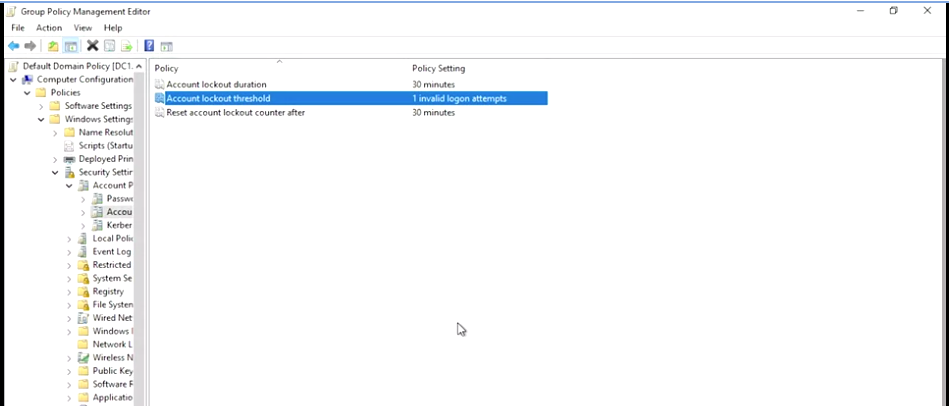 Group Policy Management Editor
File Action View Help
Default Domain Policy [DC1.
Computer Configuration
Policies
Software Settings
Windows Settings
Name Resolut
Scripts (Startu
Deployed Prin
Security Settin
Account P
Passwo
Accou
Kerber
Local Polic
Event Log
Restricted
System Se
Registry
File System
Wired Net
Windows
Network L
Wireless N
Public Key
Software R
Applicatio
Policy Policy Setting
Account lockout duration 30 minutes
Account lockout threshold 1 invalid logon attempts
Reset account lockout counter after 30 minutes